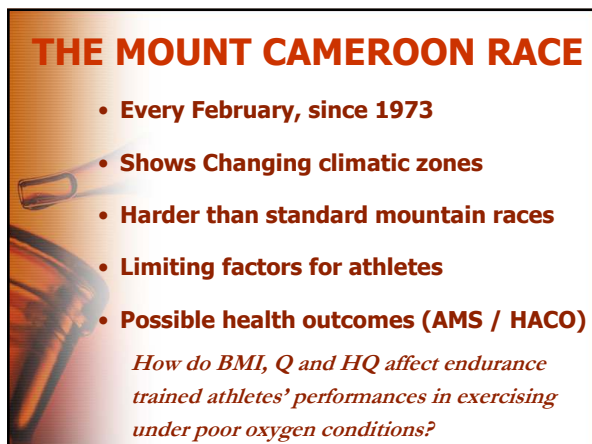 THE MOUNT CAMEROON RACE
• Every February, since 1973
• Shows Changing climatic zones
• Harder than standard mountain races
• Limiting factors for athletes
• Possible health outcomes (AMS / HACO)
How do BMI, Q and HQ affect endurance
trained athletes' performances in exercising
under poor oxygen conditions?